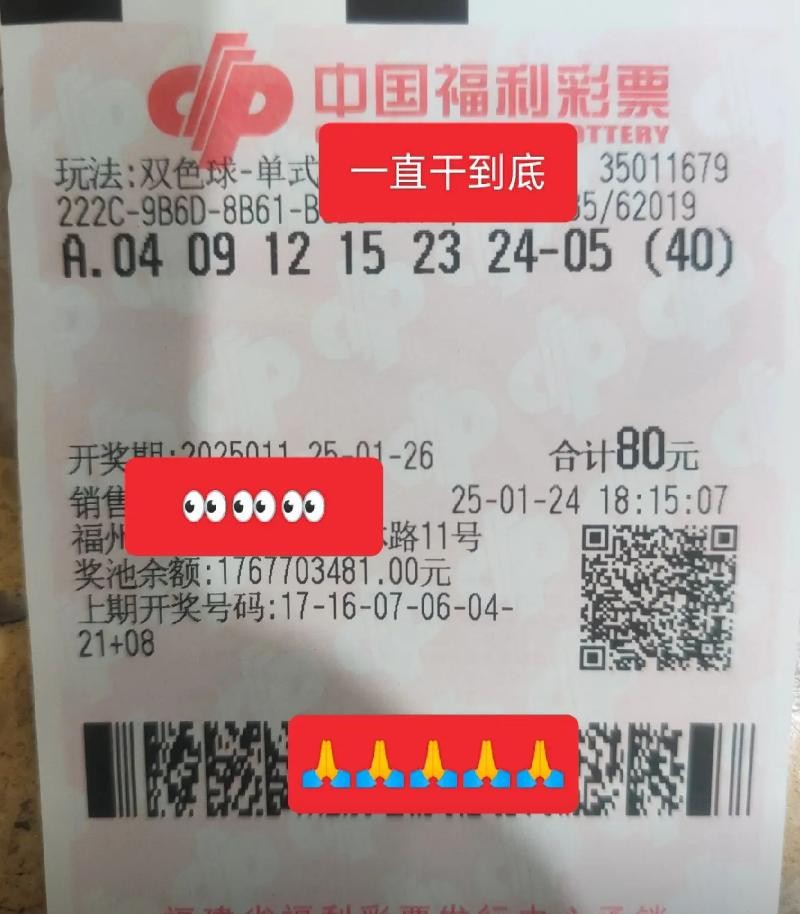 中国福利彩票
OTTERY
玩法:双色球-单式
一直干到底
35011679
222C-9B6D-8B61-B
35/62019
A.04 09 12 15 23 24-05 (40)
开奖期:2025011 25-01-26 合计80元
销售
25-01-24 18:15:07
福州
路11号
奖池余额:1767703481.00元
上期开奖号码:17-16-07-06-04-
21+08